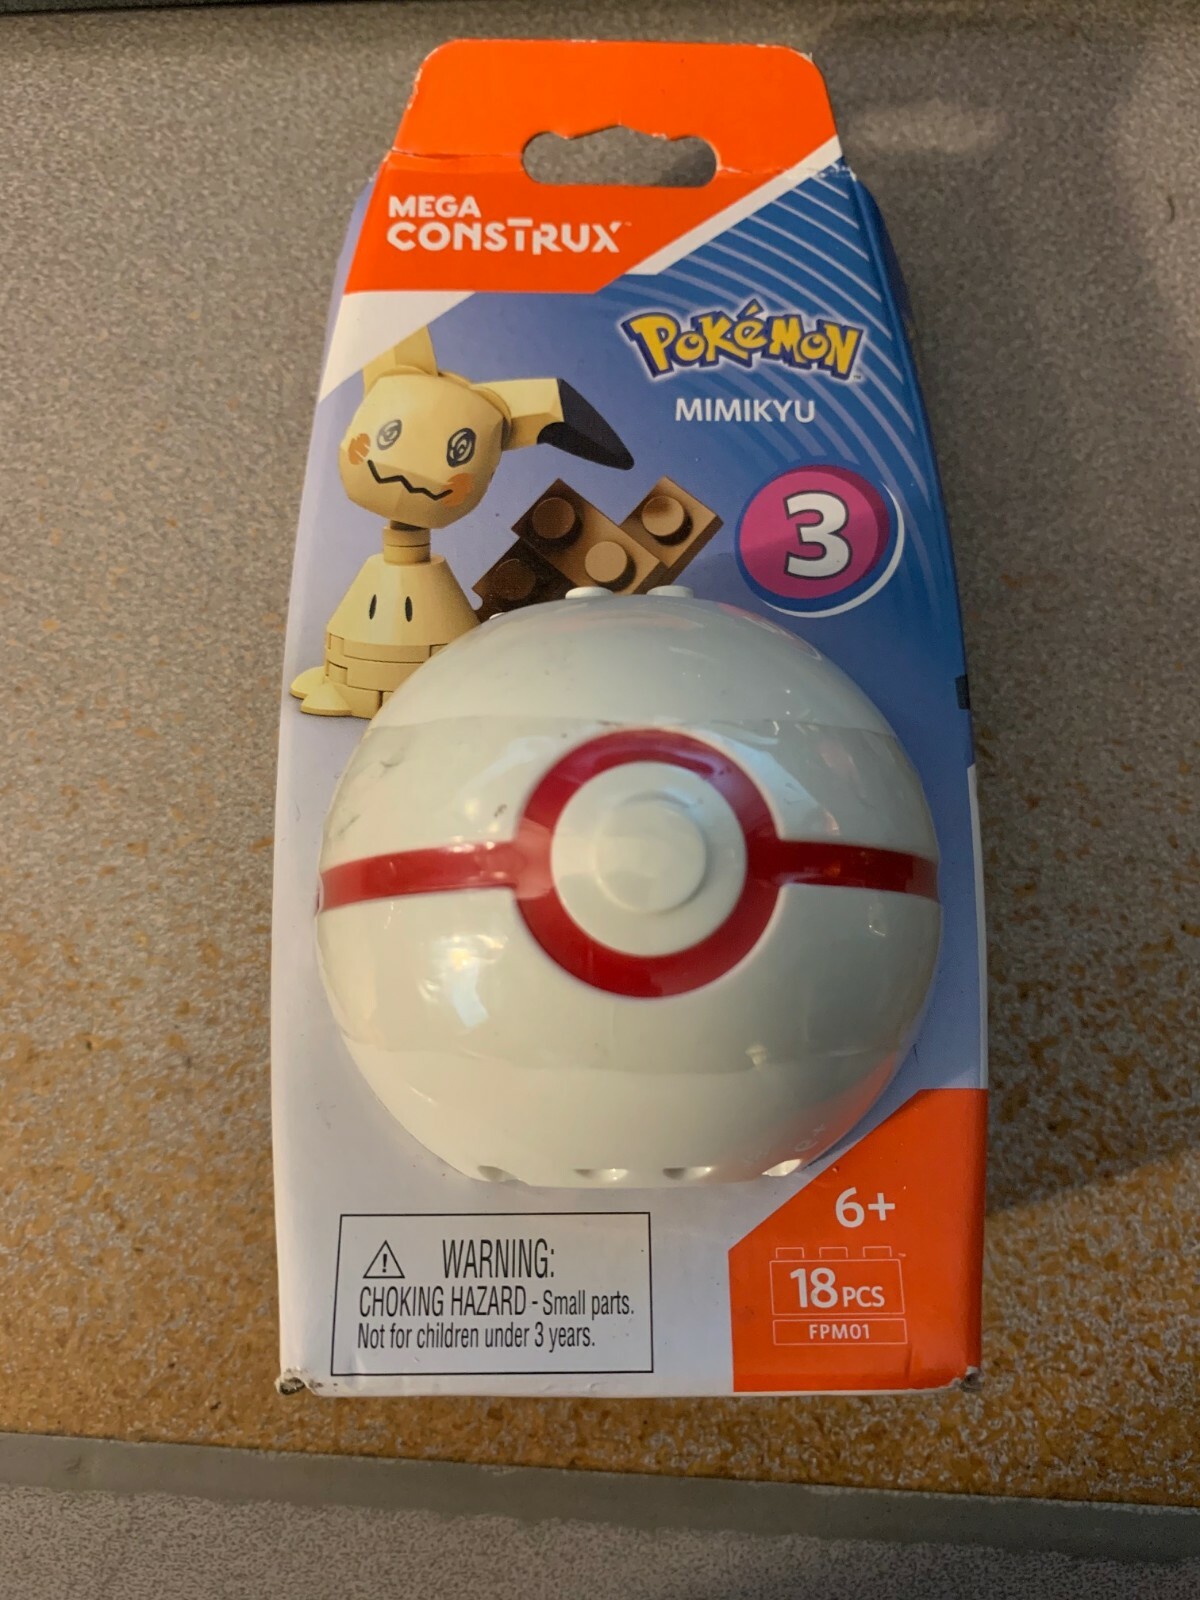 MEGA
CONSTRUX™
POKéMON
MIMIKYU
3
6+
18 PCS
FPM01
WARNING:
CHOKING HAZARD - Small parts.
Not for children under 3 years.